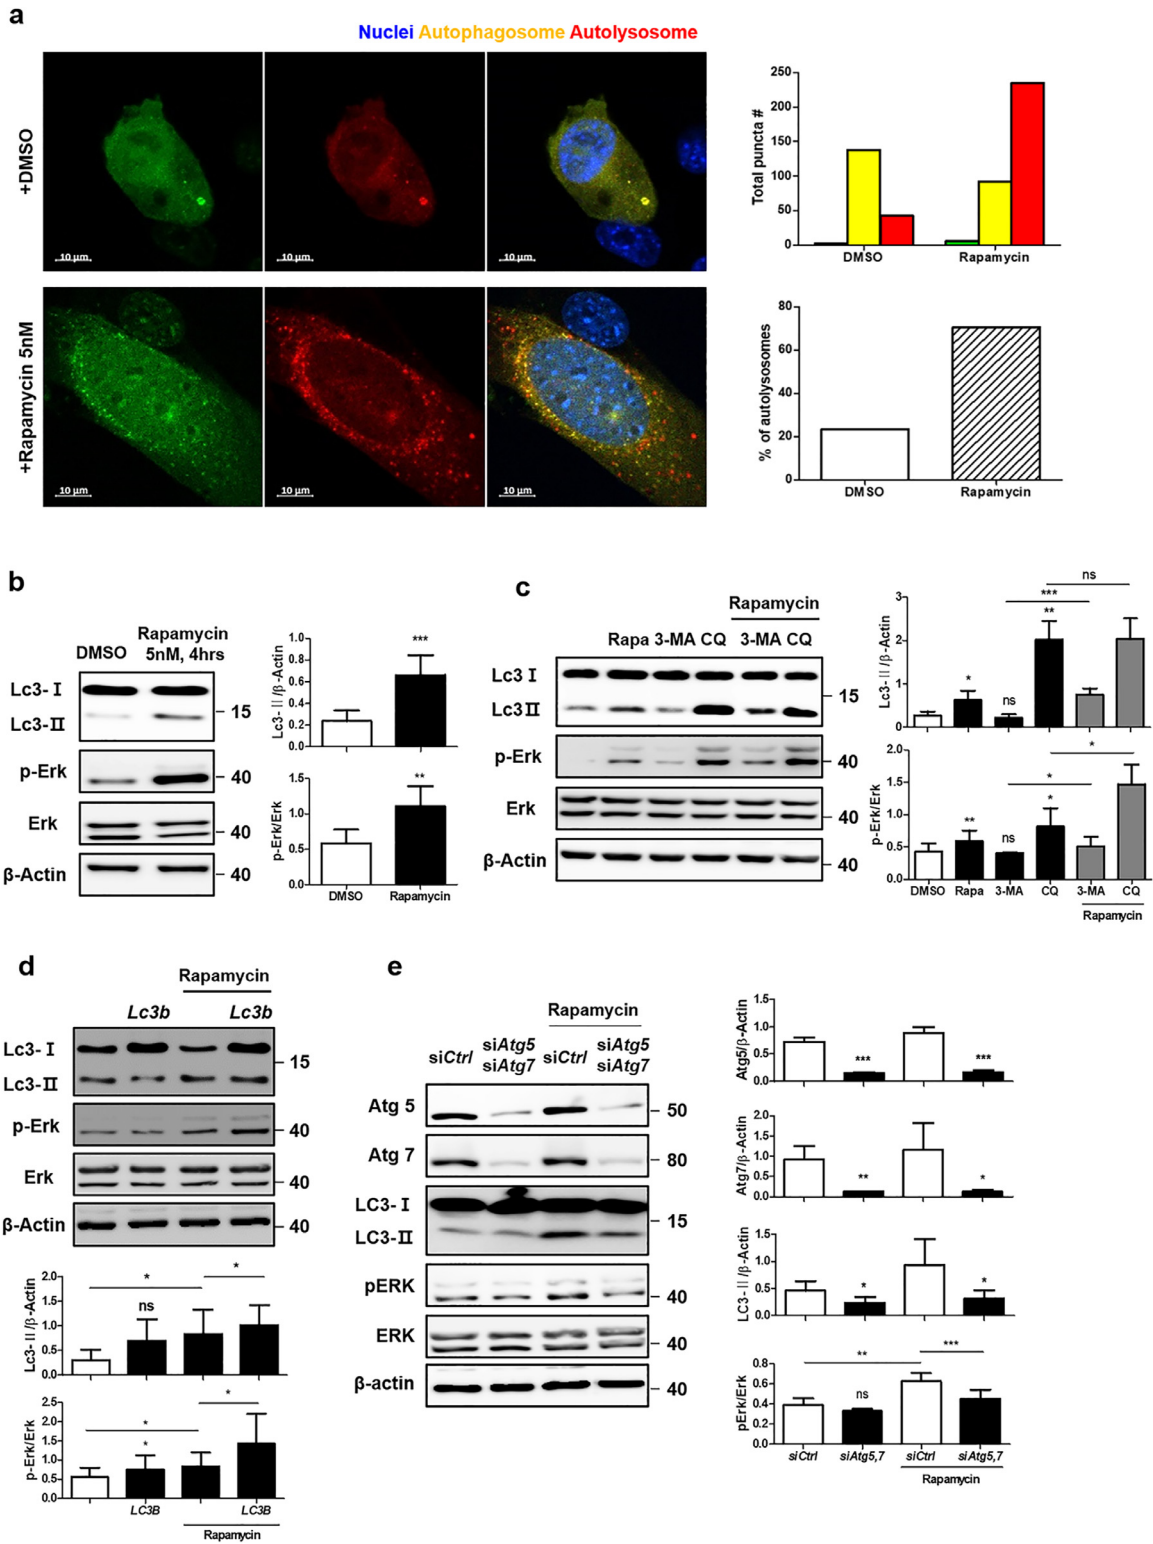 a
Nuclei Autophagosome Autolysosome
+DMSO
10 µm
10 µm
10 µm
+Rapamycin 5nM
10 µm
10 µm
10 µm
Total puncta #
250
200
150
100
50
0
DMSO
Rapamycin
% of autolysosomes
80
60
40
20
0
DMSO
Rapamycin
b
DMSO
Rapamycin
5nM, 4hrs
Lc3-I
Lc3-II
15
p-Erk
40
Erk
40
β-Actin
40
Lc3-II/β-Actin
1.0
0.8
0.6
0.4
0.2
0.0
***
p-Erk/Erk
1.5
1.0
0.5
0.0
**
DMSO
Rapamycin
c
Rapamycin
Rapa 3-MA CQ 3-MA CQ
Lc3 I
15
Lc3 II
p-Erk
40
Erk
40
β-Actin
40
Lc3-II/β-Actin
3
2
1
0
*
ns
**
***
ns
p-Erk/Erk
2.0
1.5
1.0
0.5
0.0
**
ns
*
*
*
DMSO Rapa 3-MA CQ 3-MA CQ
Rapamycin
d
Rapamycin
Lc3b Lc3b
Lc3-I
15
Lc3-II
p-Erk
40
Erk
40
β-Actin
40
Lc3-II/β-Actin
2.0
1.5
1.0
0.5
0.0
*
*
ns
p-Erk/Erk
2.5
2.0
1.5
1.0
0.5
0.0
*
*
*
LC3B LC3B
Rapamycin
e
Rapamycin
siCtrl
siAtg5
siAtg7
siCtrl
siAtg5
siAtg7
Atg 5
50
Atg 7
80
LC3-I
15
LC3-II
pERK
40
ERK
40
β-actin
40
Atg5/β-Actin
1.5
1.0
0.5
0.0
***
***
Atg7/β-Actin
2.0
1.5
1.0
0.5
0.0
**
*
LC3-II/β-Actin
1.5
1.0
0.5
0.0
*
*
pErk/Erk
0.8
0.6
0.4
0.2
0.0
**
ns
***
siCtrl siAtg5,7 siCtrl siAtg5,7
Rapamycin